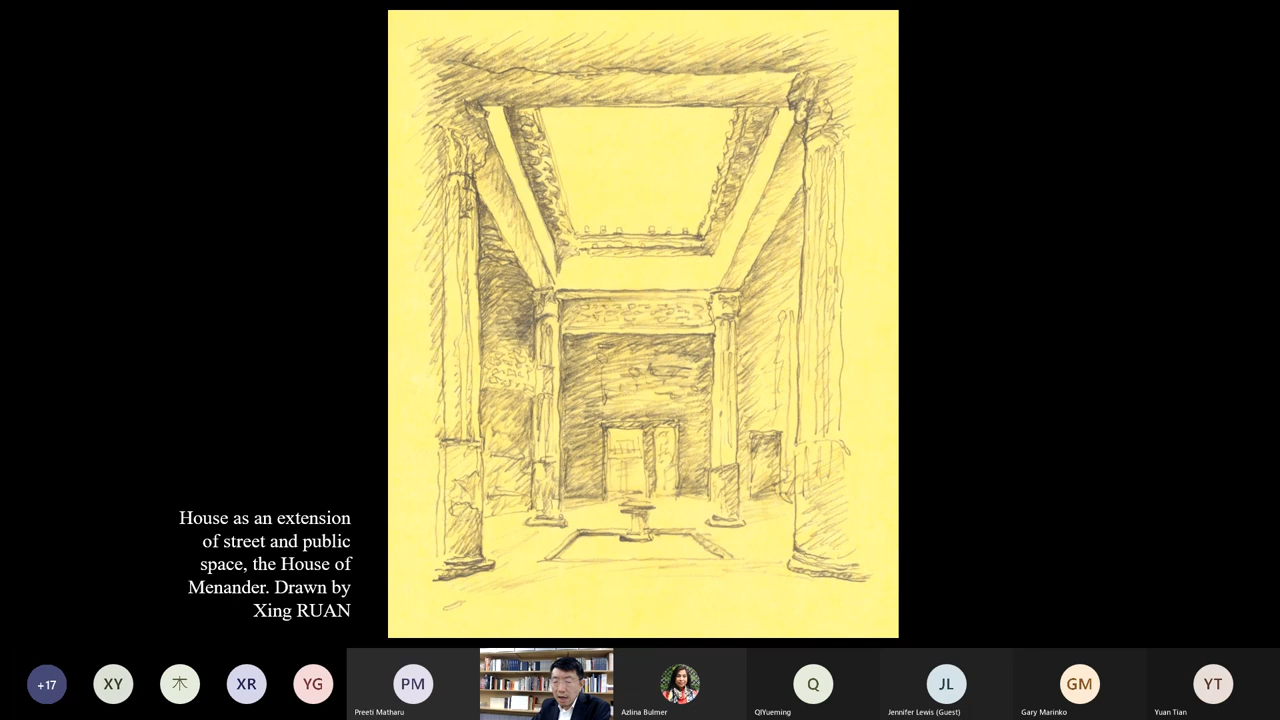 House as an extension
of street and public
space, the House of
Menander. Drawn by
Xing RUAN
+17
XY
木
XR
YG
PM
Preeti Matharu
Azlina Bulmer
Q
QIYueming
JL
Jennifer Lewis (Guest)
GM
Gary Marinko
YT
Yuan Tian